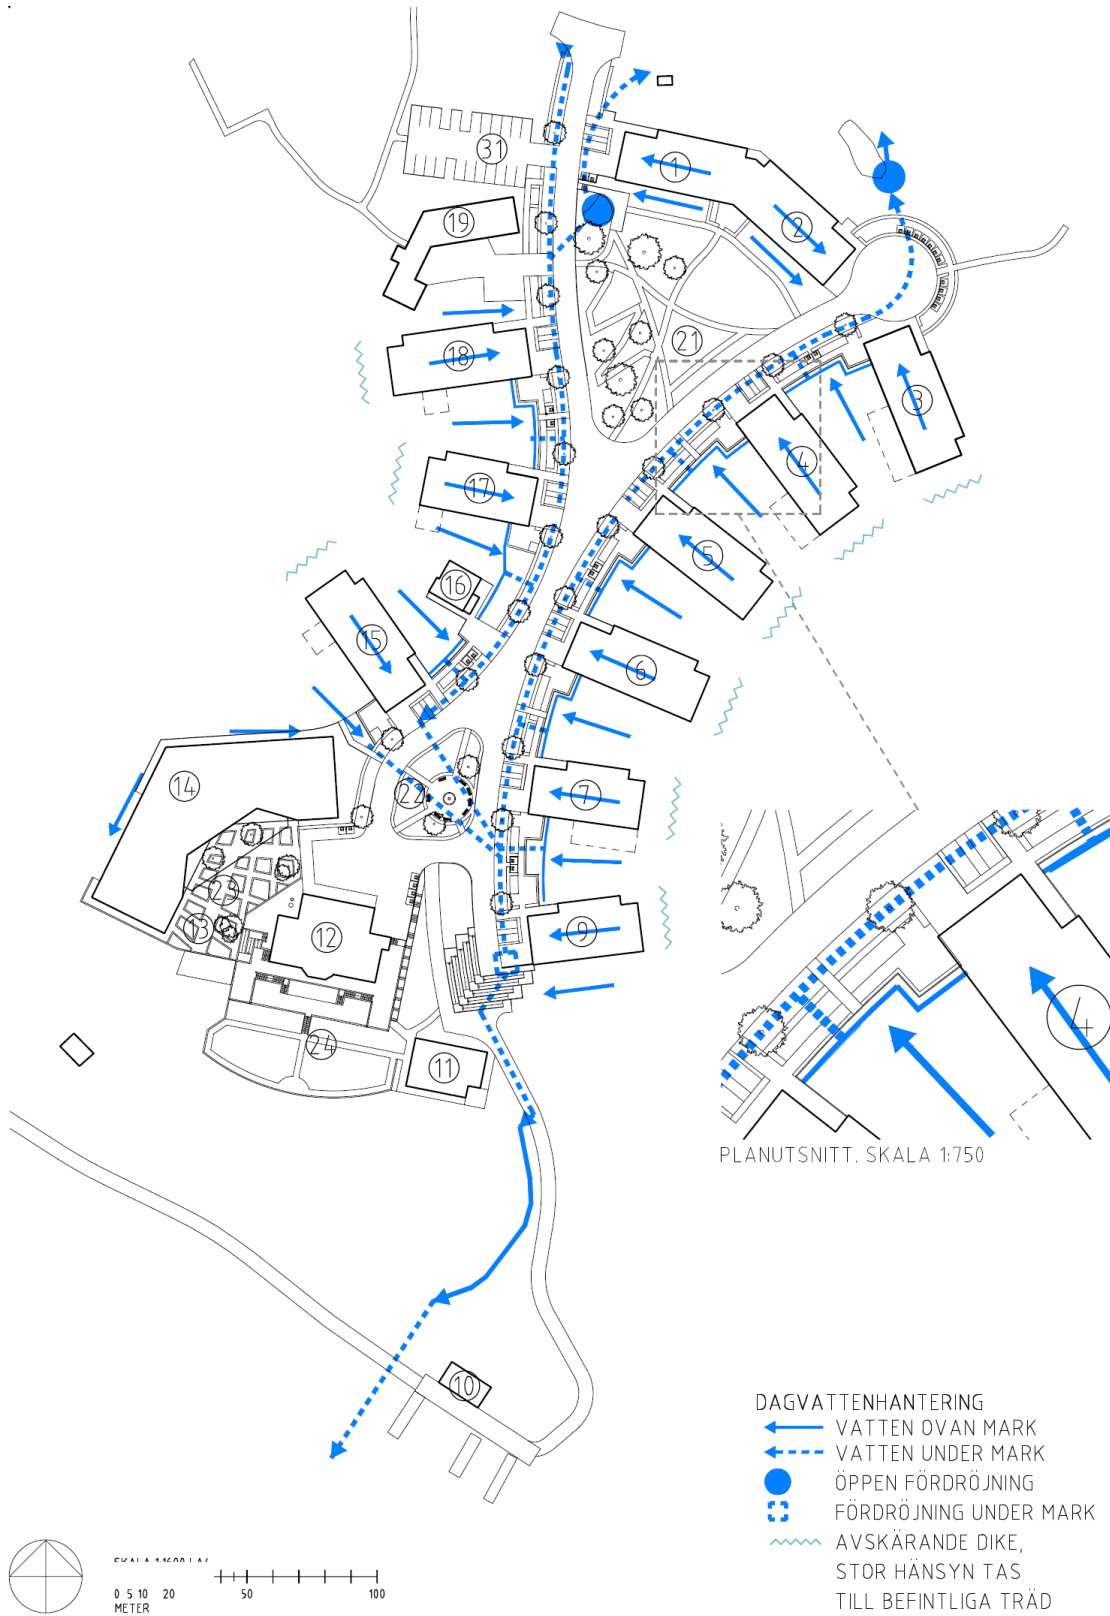 31
1
2
19
21
18
3
4
17
5
16
15
6
14
7
22
23
13
12
9
24
11
4
PLANUTSNITT. SKALA 1:750
10
DAGVATTENHANTERING
VATTEN OVAN MARK
VATTEN UNDER MARK
ÖPPEN FÖRDRÖJNING
FÖRDRÖJNING UNDER MARK
AVSKÄRANDE DIKE,
STOR HÄNSYN TAS
TILL BEFINTLIGA TRÄD
0 5 10 20 50 100
METER